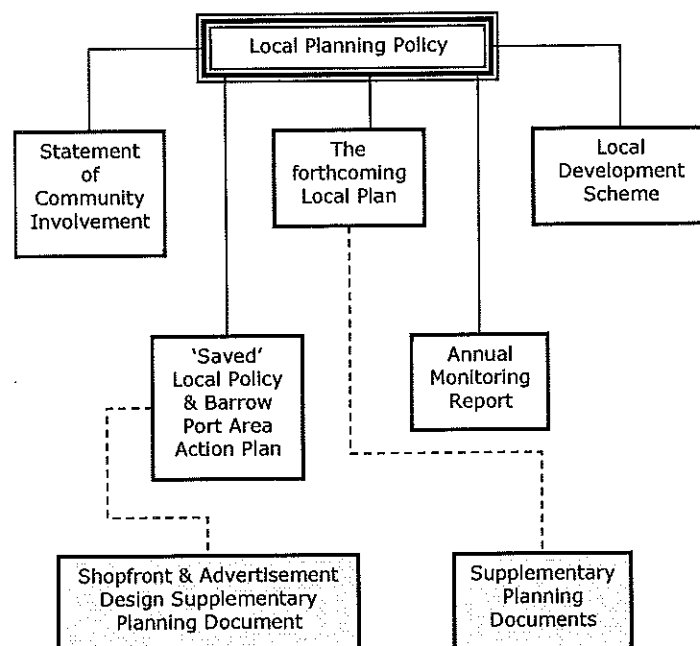 Local Planning Policy
Statement
of
Community
Involvement
The
forthcoming
Local Plan
Local
Development
Scheme
‘Saved’
Local Policy
& Barrow
Port Area
Action Plan
Annual
Monitoring
Report
Shopfront & Advertisement
Design Supplementary
Planning Document
Supplementary
Planning
Documents